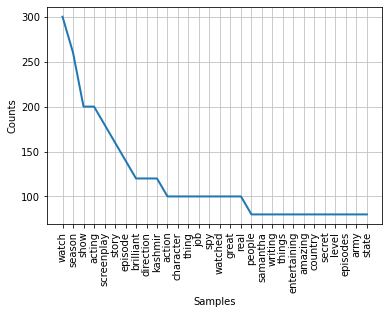 300
250
200
150
100
Counts
watch
season
show
acting
screenplay
story
episode
brilliant
direction
kashmir
action
character
thing
job
spy
watched
great
real
people
samantha
writing
things
entertaining
amazing
country
secret
level
episodes
army
state
Samples